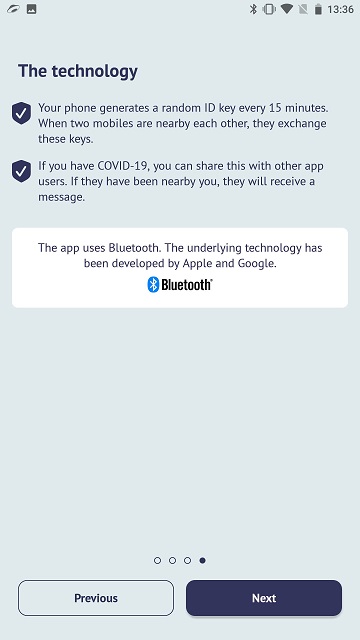 13:36
The technology
Your phone generates a random ID key every 15 minutes.
When two mobiles are nearby each other, they exchange
these keys.
If you have COVID-19, you can share this with other app
users. If they have been nearby you, they will receive a
message.
The app uses Bluetooth. The underlying technology has
been developed by Apple and Google.
Bluetooth®
Previous
Next